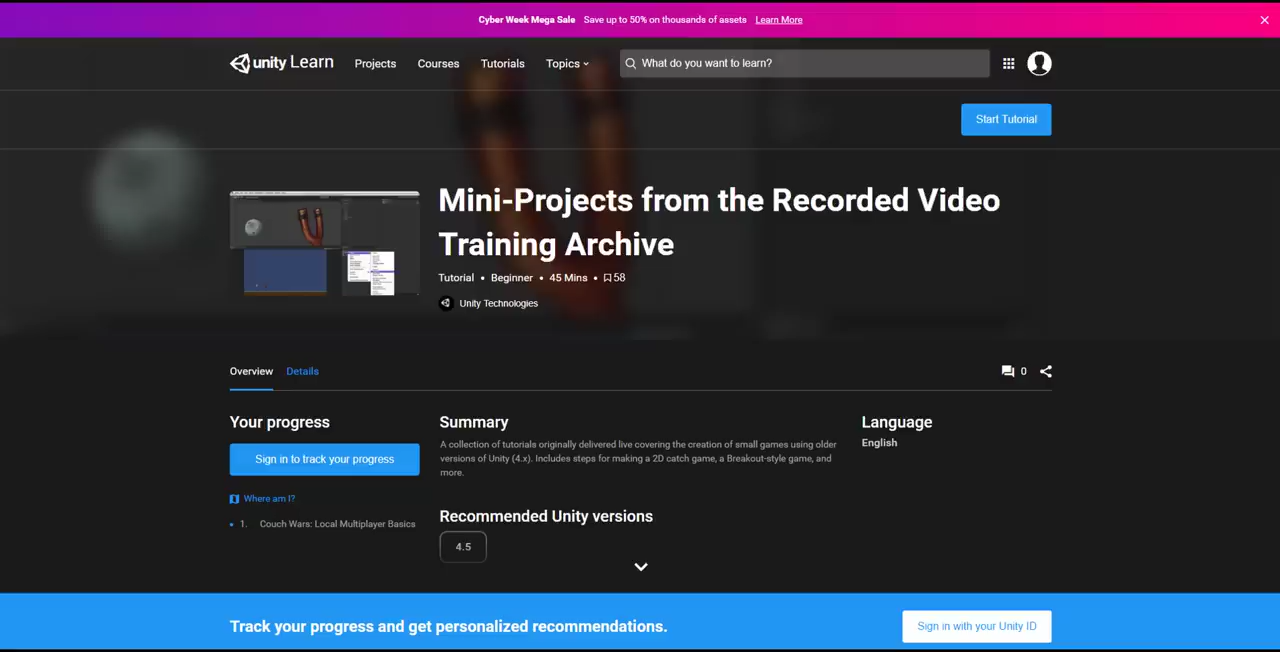 Cyber Week Mega Sale Save up to 50% on thousands of assets Learn More
unity Learn Projects Courses Tutorials Topics What do you want to learn?
Start Tutorial
Mini-Projects from the Recorded Video
Training Archive
Tutorial • Beginner • 45 Mins • 58
Unity Technologies
Overview Details 0
Your progress
Sign in to track your progress
Where am I?
1. Couch Wars: Local Multiplayer Basics
Summary
A collection of tutorials originally delivered live covering the creation of small games using older
versions of Unity (4.x). Includes steps for making a 2D catch game, a Breakout-style game, and
more.
Recommended Unity versions
4.5
Language
English
Track your progress and get personalized recommendations.
Sign in with your Unity ID